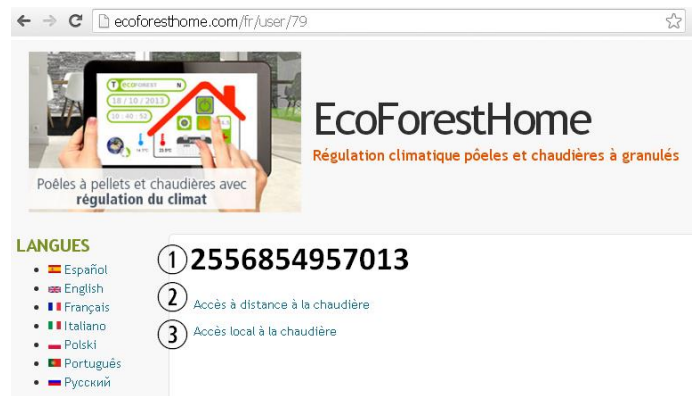 ecoforesthome.com/fr/user/79
T ecoforest N
18 / 10 / 2013
10 : 40 : 52
EcoForestHome
Régulation climatique pôeles et chaudières à granulés
Poêles à pellets et chaudières avec
régulation du climat
LANGUES
Español
English
Français
Italiano
Polski
Português
Русский
1 2556854957013
2 Accès à distance à la chaudière
3 Accès local à la chaudière